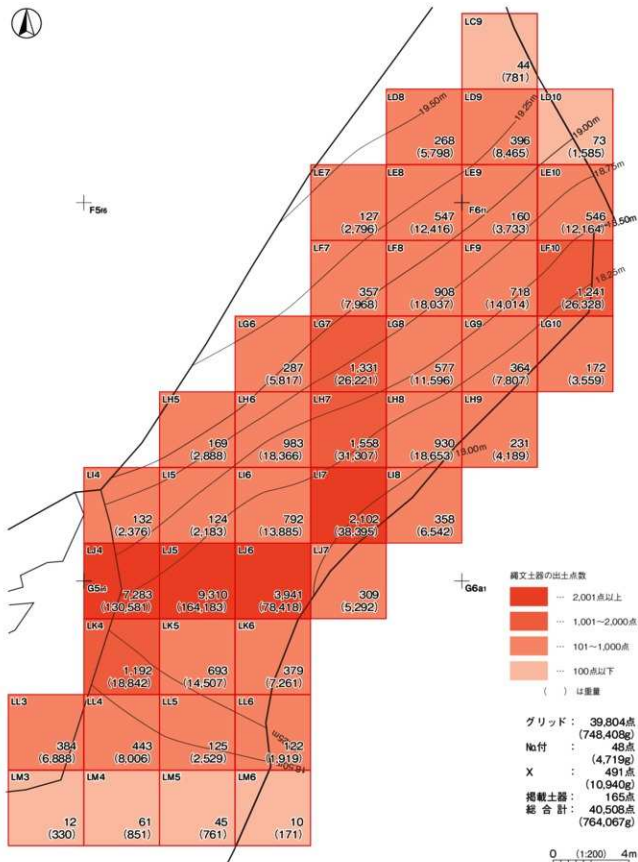 LC9
44
(781)
LD8 LD9 LD10
19.50m 19.25m 19.00m
268 396 73
(5,798) (8,465) (1,585)
LE7 LE8 LE9 LE10
18.75m
F5r6 F6r1
127 547 160 546
(2,796) (12,416) (3,733) (12,164)
18.50m
LF7 LF8 LF9 LF10
18.25m
357 908 718 1,241
(7,968) (18,037) (14,014) (26,328)
LG6 LG7 LG8 LG9 LG10
287 1,331 577 364 172
(5,817) (26,221) (11,596) (7,807) (3,559)
LH5 LH6 LH7 LH8 LH9
169 983 1,558 930 231
(2,888) (18,366) (31,307) (18,653) (4,189)
18.00m
LI4 LI5 LI6 LI7 LI8
132 124 792 2,102 358
(2,376) (2,183) (13,885) (38,395) (6,542)
LJ4 LJ5 LJ6 LJ7
G6a1
7,283 9,310 3,941 309
(130,581) (164,183) (78,418) (5,292)
LK4 LK5 LK6
1,192 693 379
(18,842) (14,507) (7,261)
LL3 LL4 LL5 LL6
384 443 125 122
(6,888) (8,006) (2,529) (1,919)
18.50m
LM3 LM4 LM5 LM6
12 61 45 10
(330) (851) (761) (171)
縄文土器の出土点数
… 2,001点以上
… 1,001~2,000点
… 101~1,000点
… 100点以下
( ) は重量
グリッド： 39,804点
(748,408g)
№付： 48点
(4,719g)
X： 491点
(10,940g)
掲載土器： 165点
総合計： 40,508点
(764,067g)
0 (1:200) 4m